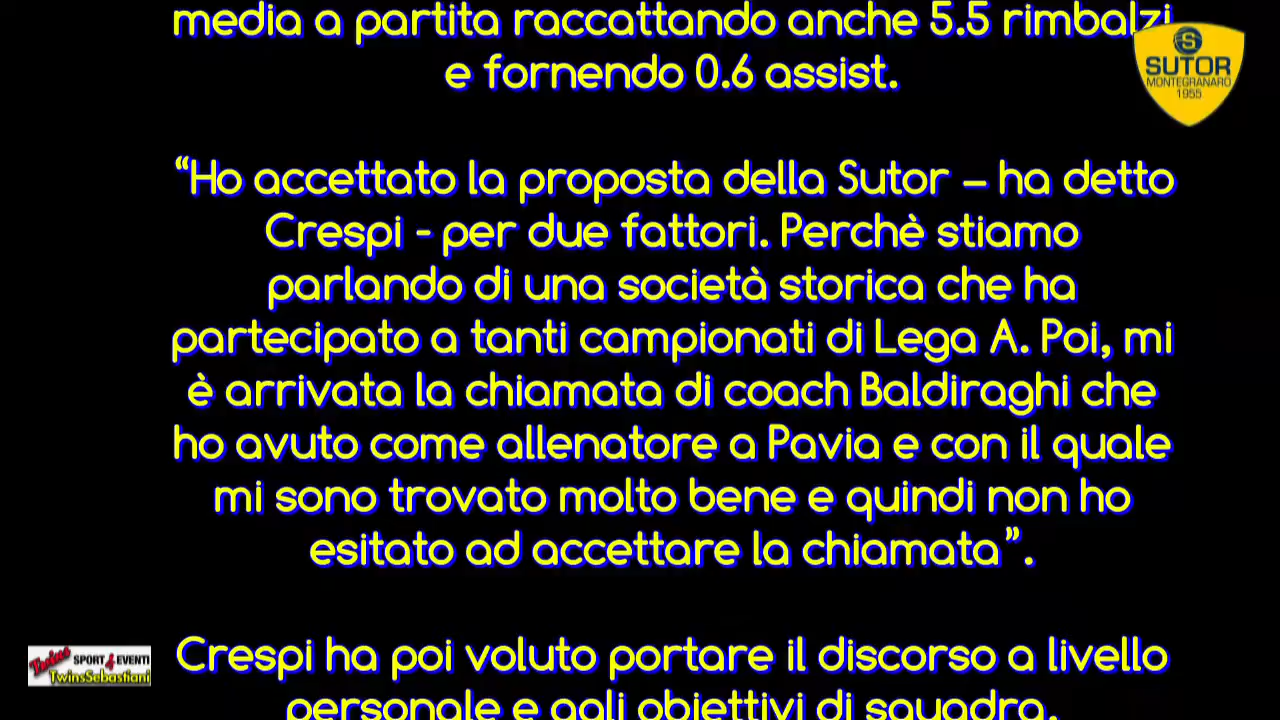 media a partita raccattando anche 5.5 rimbalzi
e fornendo 0.6 assist.
S
SUTOR
MONTEGRANARO
1955
“Ho accettato la proposta della Sutor – ha detto
Crespi - per due fattori. Perchè stiamo
parlando di una società storica che ha
partecipato a tanti campionati di Lega A. Poi, mi
è arrivata la chiamata di coach Baldiraghi che
ho avuto come allenatore a Pavia e con il quale
mi sono trovato molto bene e quindi non ho
esitato ad accettare la chiamata”.
Crespi ha poi voluto portare il discorso a livello
personale e agli obiettivi di squadra.
Twins SPORT EVENTI
TwinsSebastiani